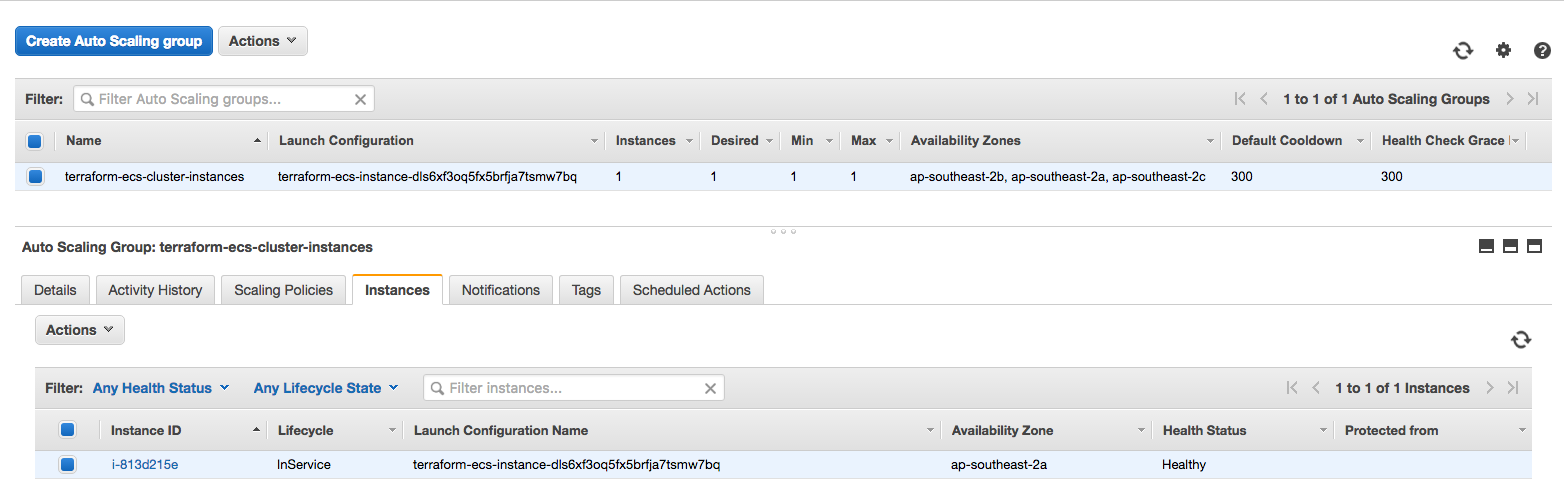 Create Auto Scaling group Actions
Filter: Filter Auto Scaling groups... 1 to 1 of 1 Auto Scaling Groups
Name Launch Configuration Instances Desired Min Max Availability Zones Default Cooldown Health Check Grace
terraform-ecs-cluster-instances terraform-ecs-instance-dls6xf3oq5fx5brfja7tsmw7bq 1 1 1 1 ap-southeast-2b, ap-southeast-2a, ap-southeast-2c 300 300
Auto Scaling Group: terraform-ecs-cluster-instances
Details Activity History Scaling Policies Instances Notifications Tags Scheduled Actions
Actions
Filter: Any Health Status Any Lifecycle State Filter instances... 1 to 1 of 1 Instances
Instance ID Lifecycle Launch Configuration Name Availability Zone Health Status Protected from
i-813d215e InService terraform-ecs-instance-dls6xf3oq5fx5brfja7tsmw7bq ap-southeast-2a Healthy